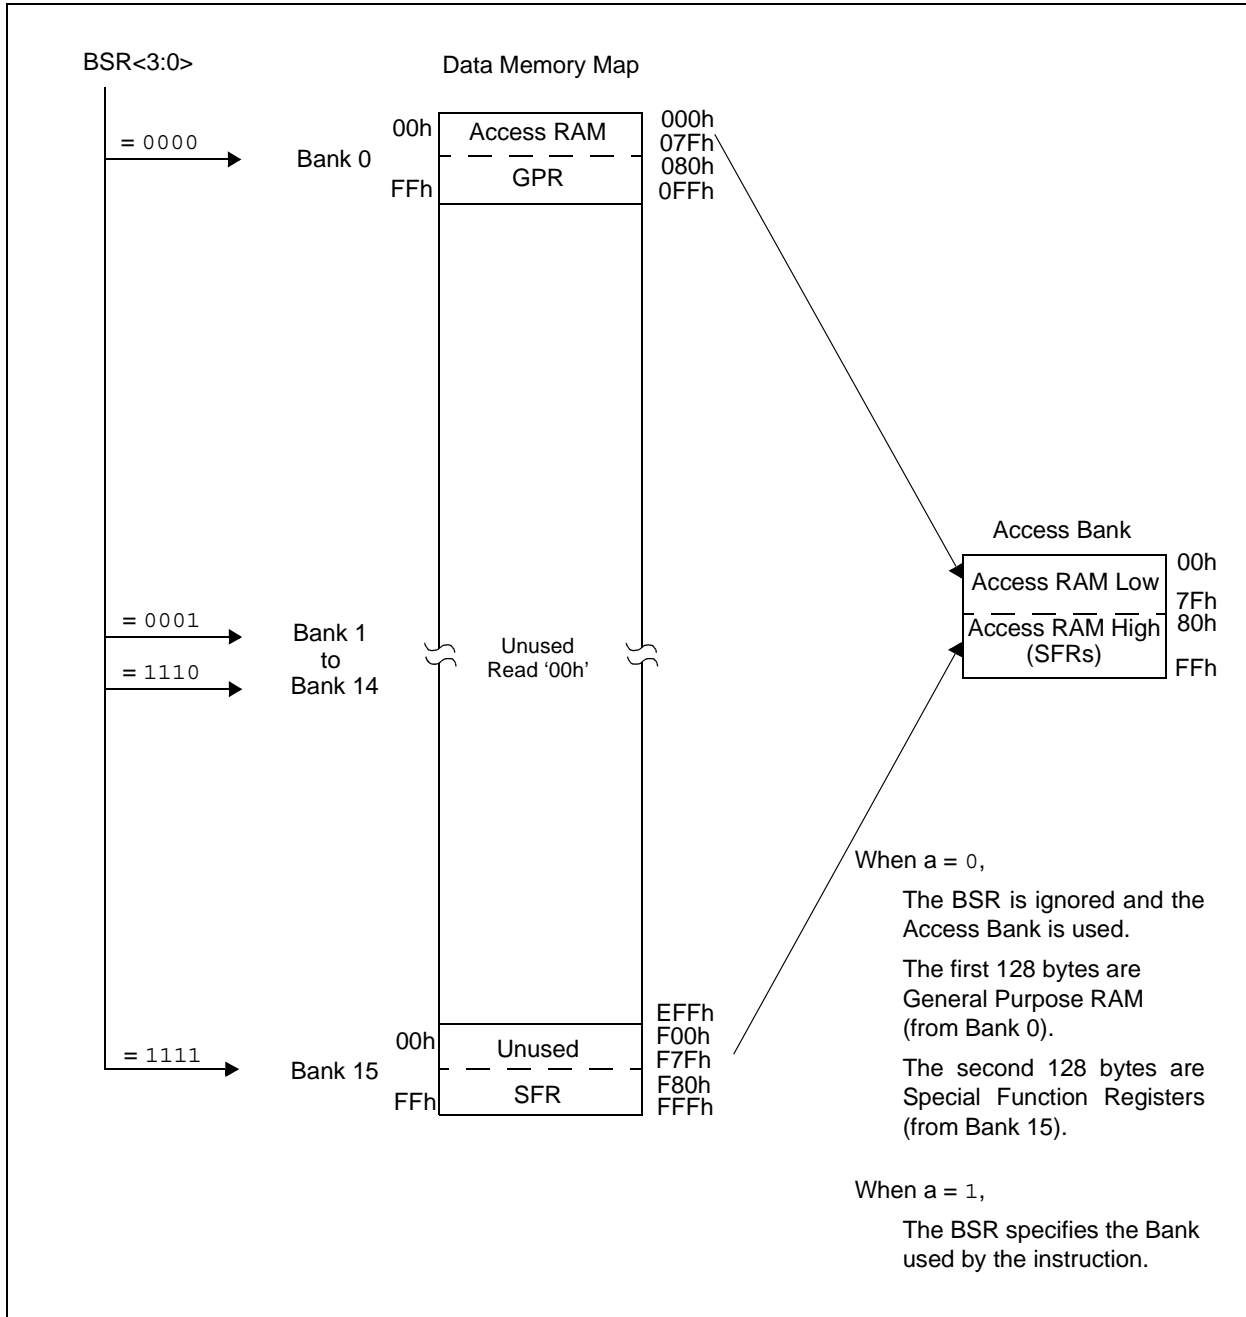 BSR<3:0>
Data Memory Map
= 0000
Bank 0
00h
FFh
Access RAM
GPR
000h
07Fh
080h
0FFh
= 0001
= 1110
Bank 1
to
Bank 14
Unused
Read ‘00h’
Access Bank
Access RAM Low
Access RAM High
(SFRs)
00h
7Fh
80h
FFh
= 1111
Bank 15
00h
FFh
Unused
SFR
EFFh
F00h
F7Fh
F80h
FFFh
When a = 0,
The BSR is ignored and the
Access Bank is used.
The first 128 bytes are
General Purpose RAM
(from Bank 0).
The second 128 bytes are
Special Function Registers
(from Bank 15).
When a = 1,
The BSR specifies the Bank
used by the instruction.